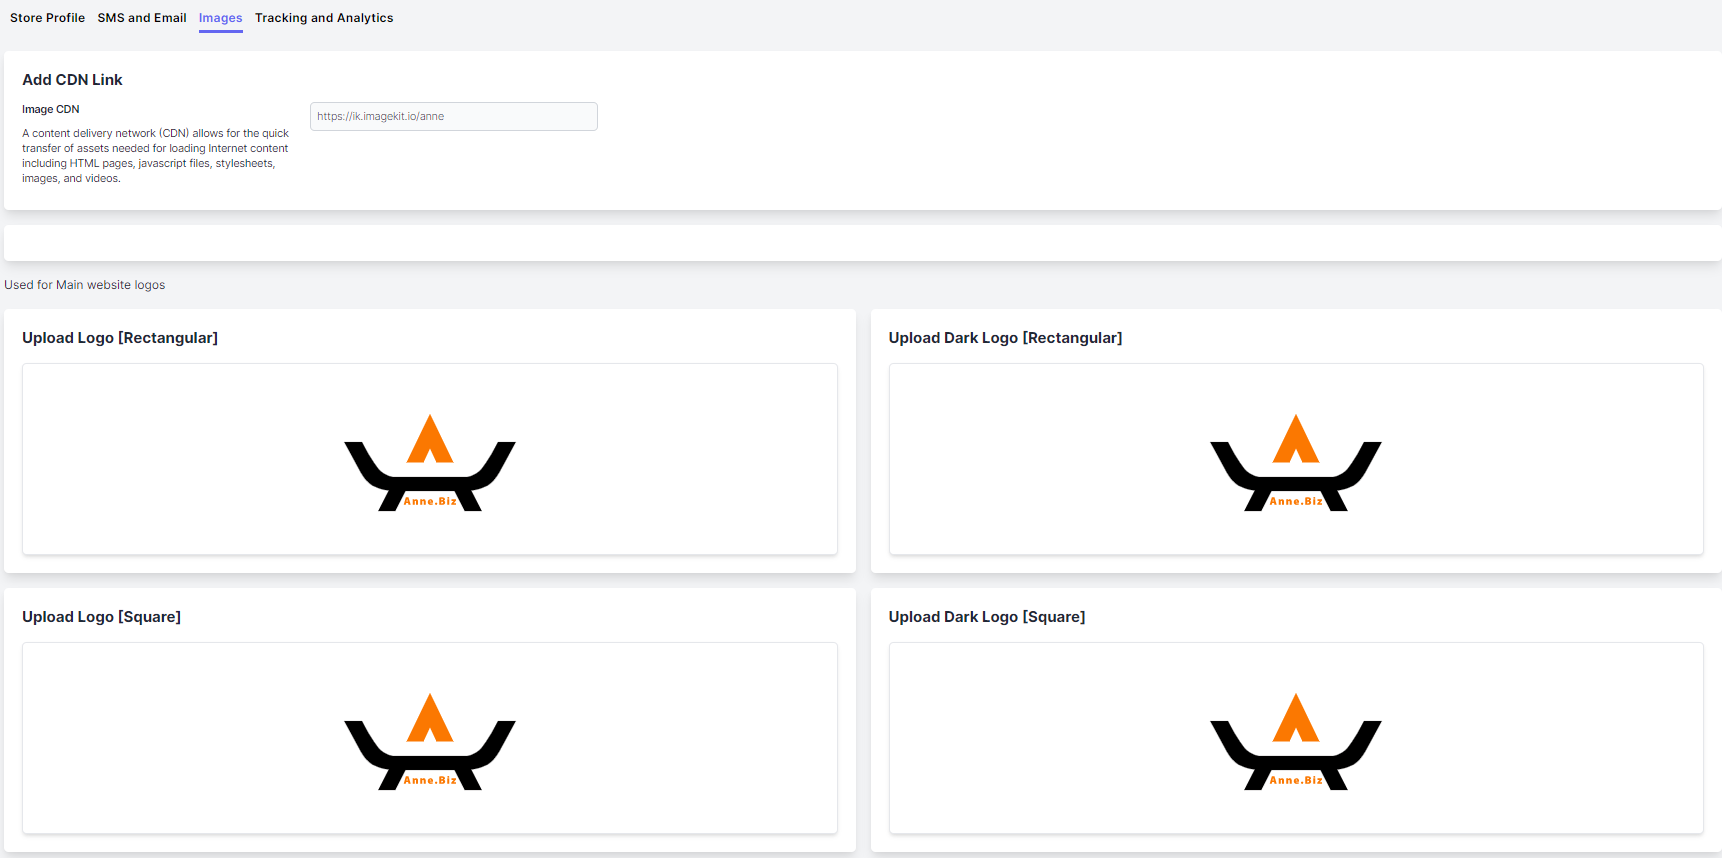 Store Profile SMS and Email Images Tracking and Analytics
Add CDN Link
Image CDN
https://ik.imagekit.io/anne
A content delivery network (CDN) allows for the quick
transfer of assets needed for loading Internet content
including HTML pages, javascript files, stylesheets,
images, and videos.
Used for Main website logos
Upload Logo [Rectangular]
Anne.Biz
Upload Dark Logo [Rectangular]
Anne.Biz
Upload Logo [Square]
Anne.Biz
Upload Dark Logo [Square]
Anne.Biz